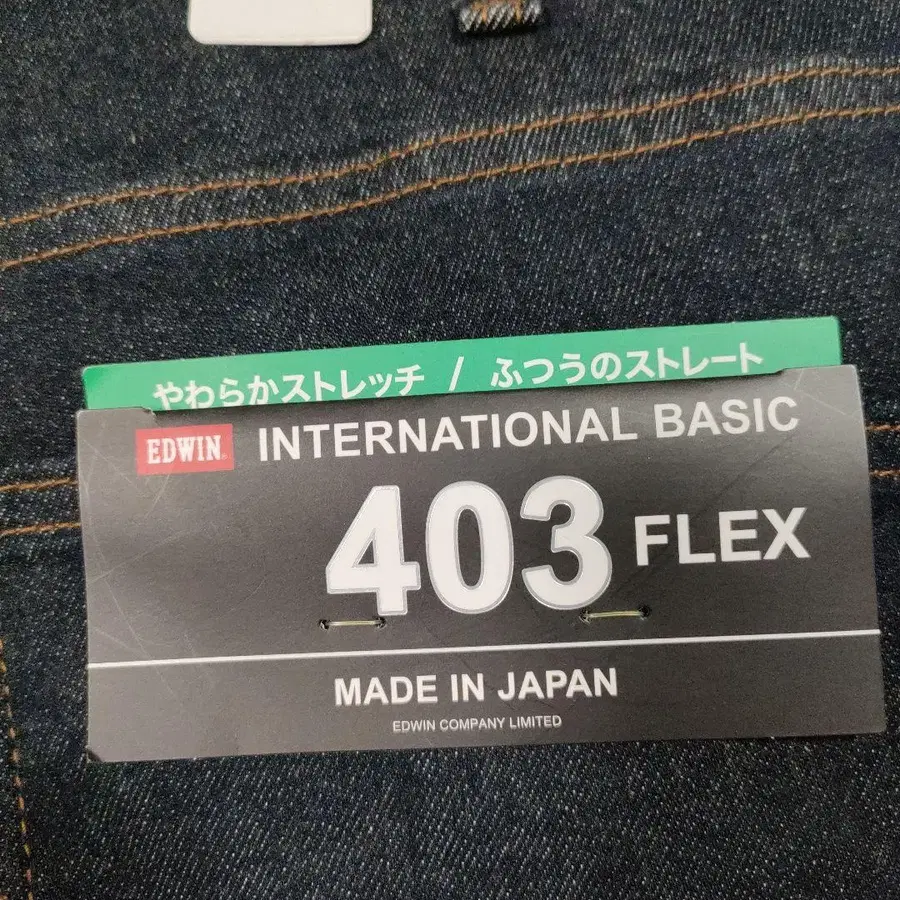 やわらかストレッチ / ふつうのストレート
EDWIN® INTERNATIONAL BASIC
403 FLEX
MADE IN JAPAN
EDWIN COMPANY LIMITED